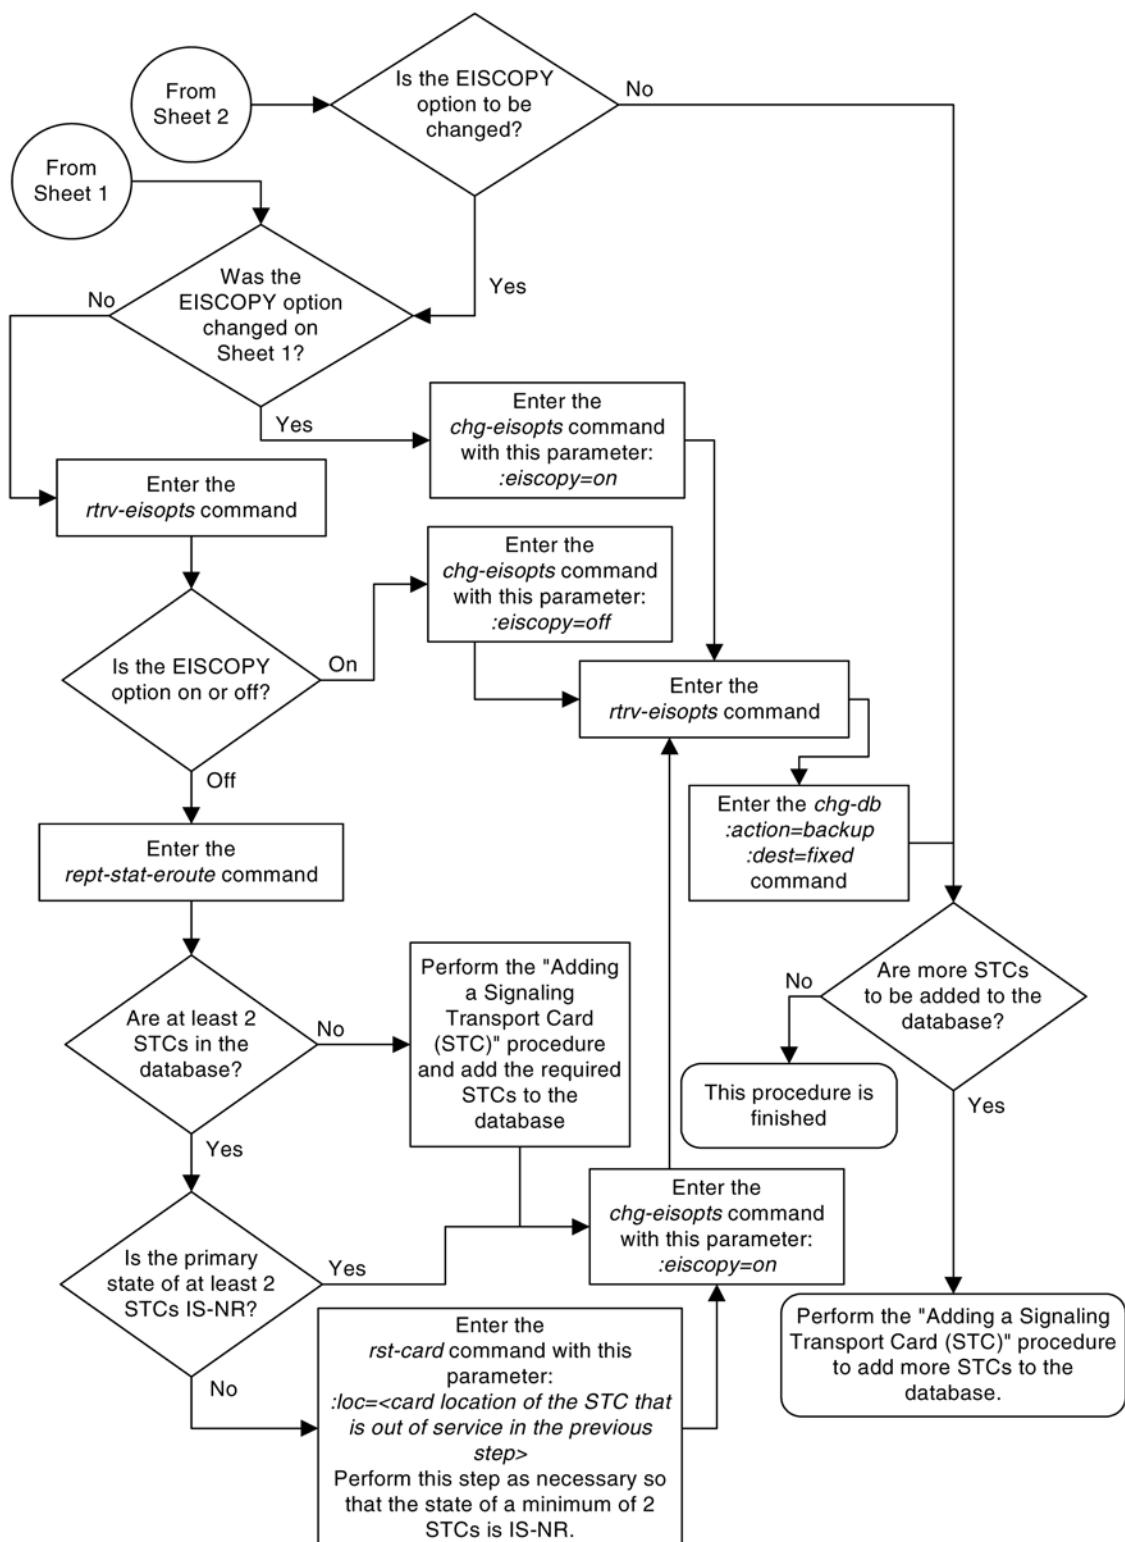 From
Sheet 2
Is the EISCOPY
option to be
changed?
No
From
Sheet 1
Yes
Was the
EISCOPY option
changed on
Sheet 1?
No
Yes
Enter the
chg-eisopts command
with this parameter:
:eiscopy=on
Enter the
rtrv-eisopts command
Enter the
chg-eisopts command
with this parameter:
:eiscopy=off
Is the EISCOPY
option on or off?
On
Off
Enter the
rtrv-eisopts command
Enter the chg-db
:action=backup
:dest=fixed
command
Enter the
rept-stat-eroute command
Are at least 2
STCs in the
database?
No
Yes
Perform the "Adding
a Signaling
Transport Card
(STC)" procedure
and add the required
STCs to the
database
Are more STCs
to be added to the
database?
No
Yes
This procedure is
finished
Is the primary
state of at least 2
STCs IS-NR?
Yes
No
Enter the
chg-eisopts command
with this parameter:
:eiscopy=on
Enter the
rst-card command with this
parameter:
:loc=<card location of the STC that
is out of service in the previous
step>
Perform this step as necessary so
that the state of a minimum of 2
STCs is IS-NR.
Perform the "Adding a Signaling
Transport Card (STC)" procedure
to add more STCs to the
database.